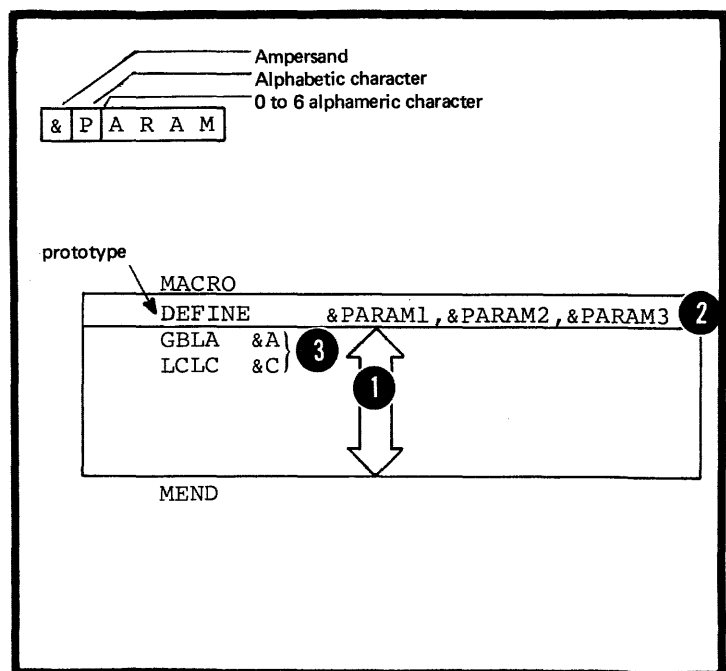 Ampersand
Alphabetic character
0 to 6 alphameric character
& P A R A M
prototype
MACRO
DEFINE &PARAM1,&PARAM2,&PARAM3 2
GBLA &A
LCLC &C} 3
1
MEND